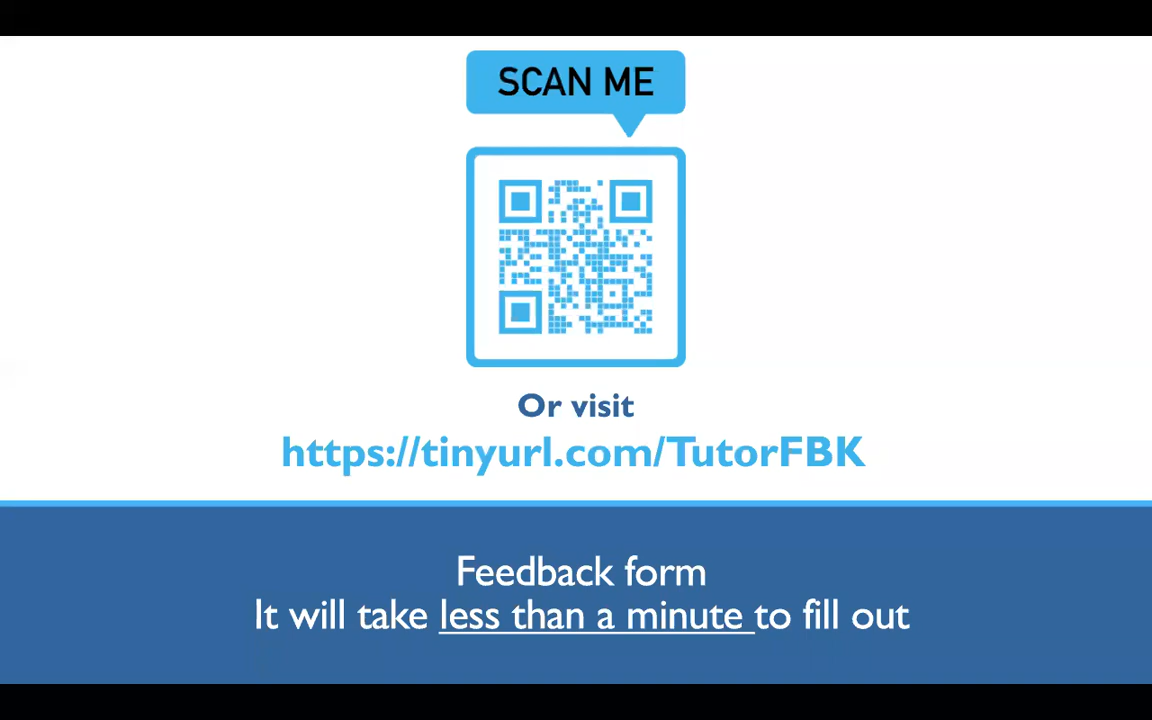 SCAN ME
Or visit
https://tinyurl.com/TutorFBK
Feedback form
It will take less than a minute to fill out